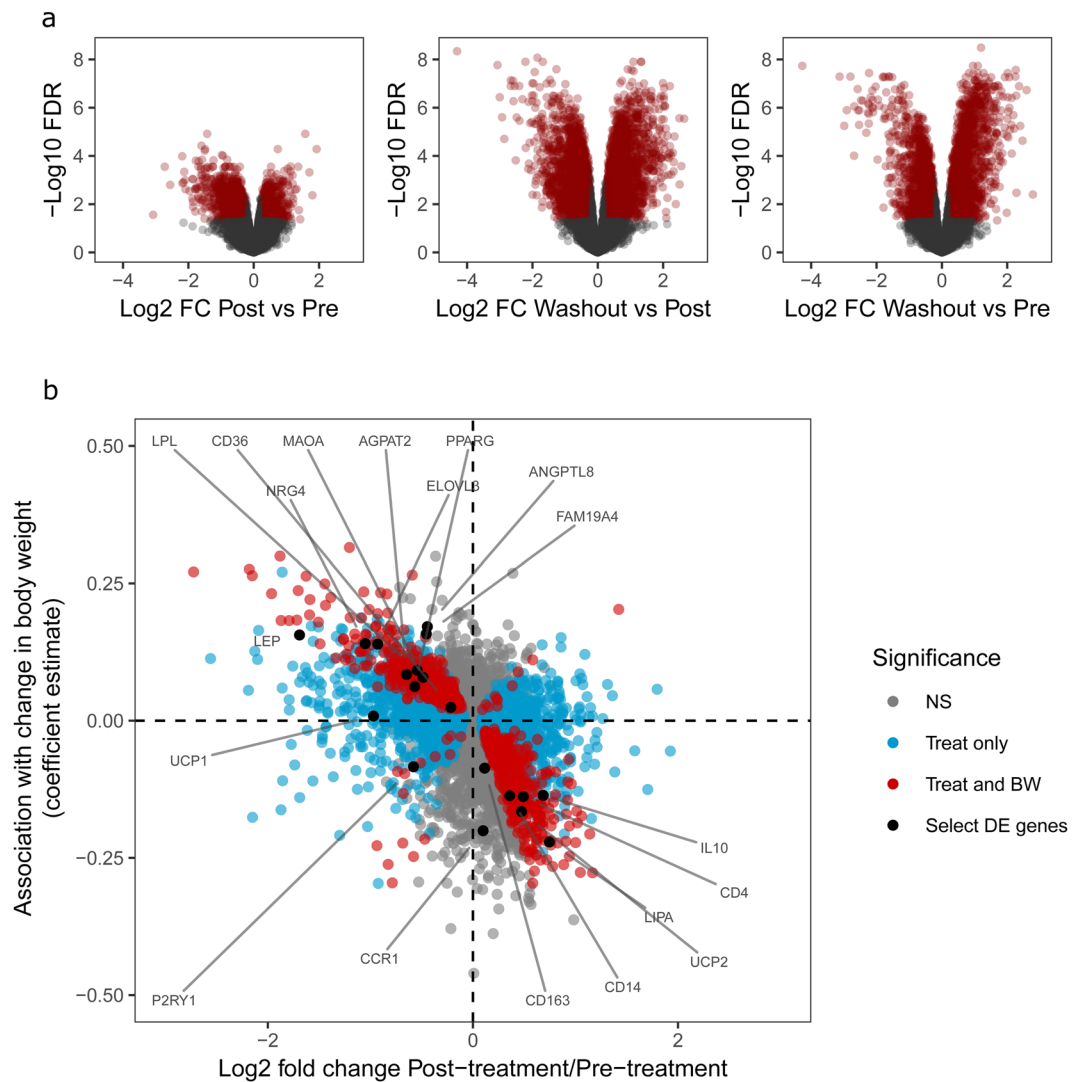 a
8
6
4
2
0
−Log10 FDR
−4
−2
0
2
Log2 FC Post vs Pre
8
6
4
2
0
−Log10 FDR
−4
−2
0
2
Log2 FC Washout vs Post
8
6
4
2
0
−Log10 FDR
−4
−2
0
2
Log2 FC Washout vs Pre
b
0.50
0.25
0.00
−0.25
−0.50
Association with change in body weight
(coefficient estimate)
LPL
CD36
MAOA
AGPAT2
PPARG
NRG4
ELOVL3
ANGPTL8
FAM19A4
LEP
UCP1
IL10
CD4
LIPA
UCP2
CCR1
CD14
P2RY1
CD163
−2
0
2
Log2 fold change Post−treatment/Pre−treatment
Significance
NS
Treat only
Treat and BW
Select DE genes